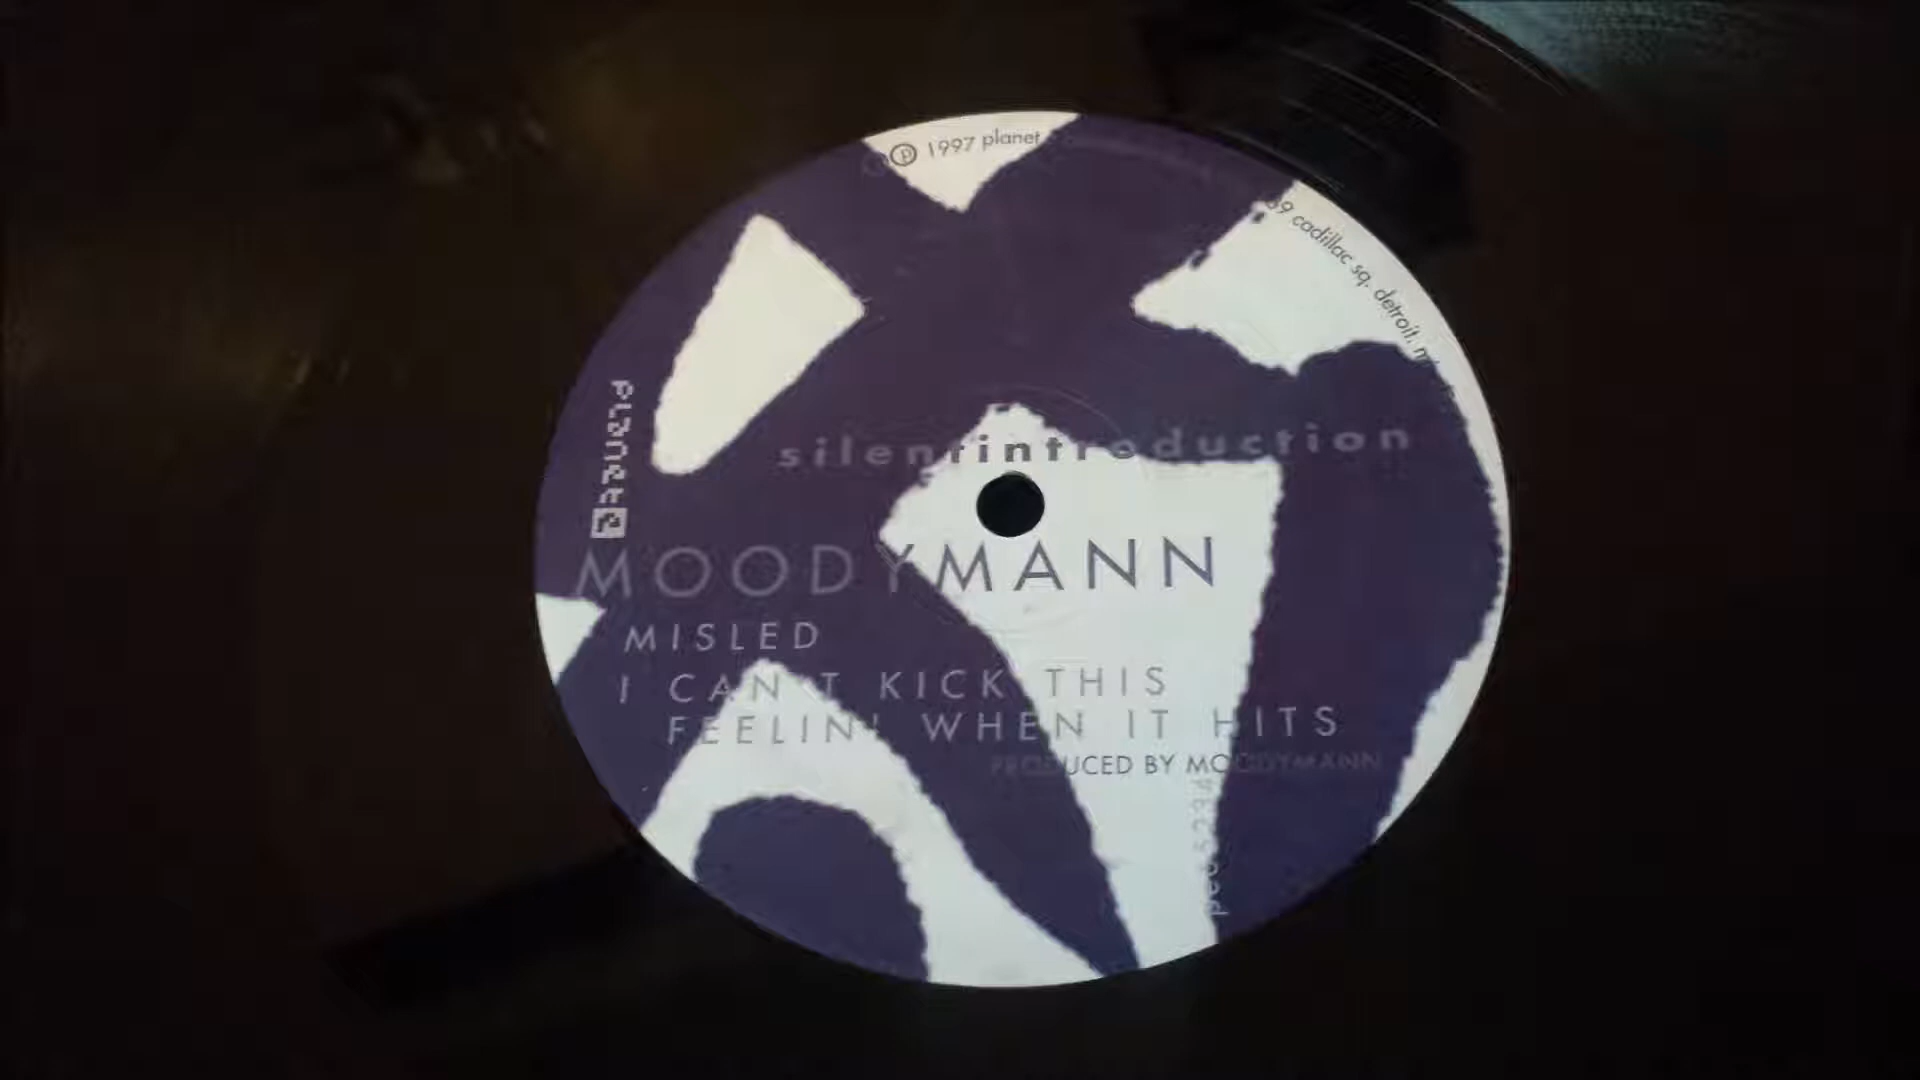 ℗ 1997 planet
69 cadillac sq. detroit,
planet e
silentintroduction
MOODYMANN
MISLED
I CAN'T KICK THIS
FEELIN' WHEN IT HITS
PRODUCED BY MOODYMANN